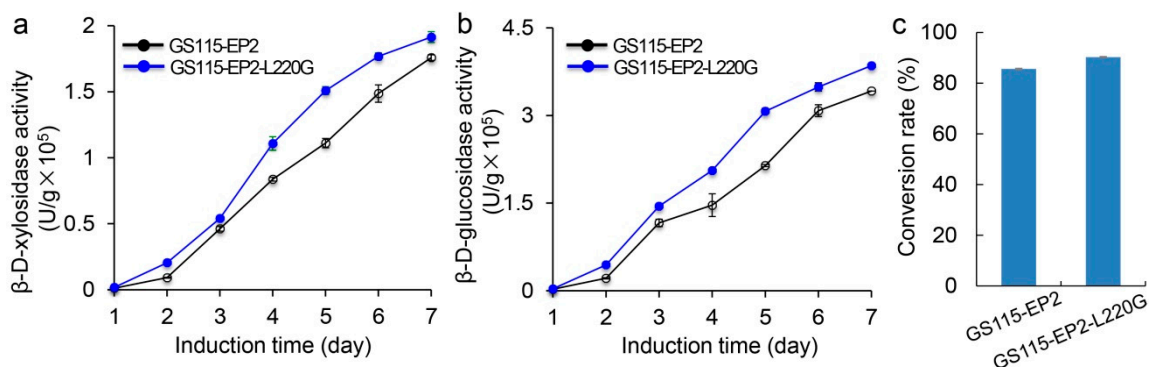 a
β-D-xylosidase activity
(U/g×10⁵)
2
1.5
1
0.5
0
GS115-EP2
GS115-EP2-L220G
1 2 3 4 5 6 7
Induction time (day)
b
β-D-glucosidase activity
(U/g×10⁵)
4.5
3
1.5
0
GS115-EP2
GS115-EP2-L220G
1 2 3 4 5 6 7
Induction time (day)
c
Conversion rate (%)
100
80
60
40
20
0
GS115-EP2
GS115-EP2-L220G